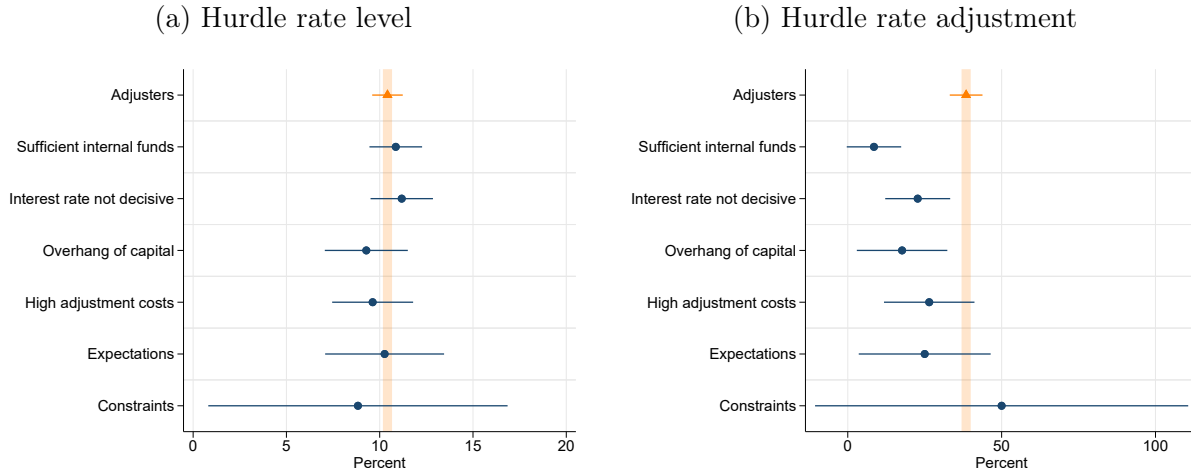 (a) Hurdle rate level
Adjusters
Sufficient internal funds
Interest rate not decisive
Overhang of capital
High adjustment costs
Expectations
Constraints
0 5 10 15 20
Percent
(b) Hurdle rate adjustment
Adjusters
Sufficient internal funds
Interest rate not decisive
Overhang of capital
High adjustment costs
Expectations
Constraints
0 50 100
Percent